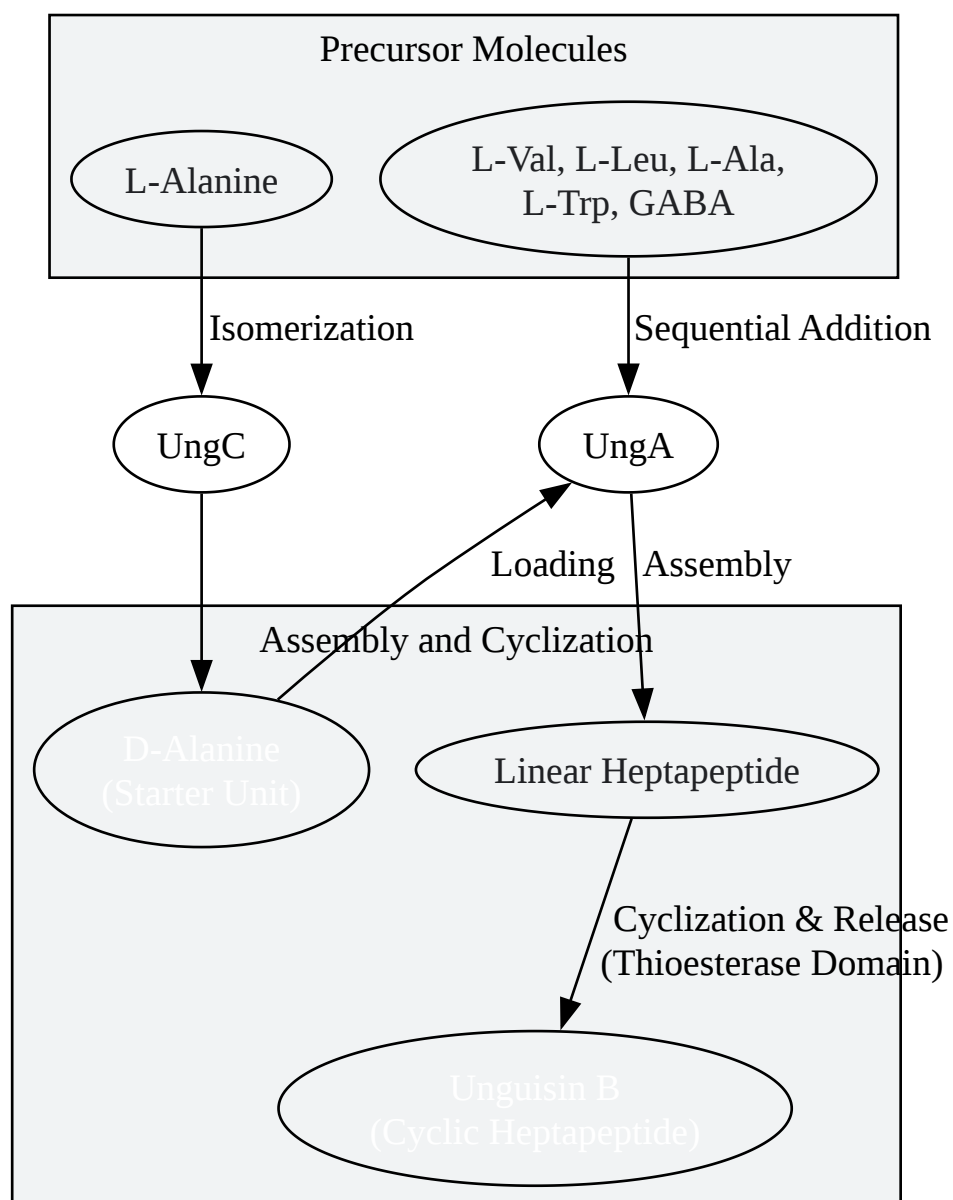 Precursor Molecules
L-Alanine
L-Val, L-Leu, L-Ala,
L-Trp, GABA
Isomerization
Sequential Addition
UngC
UngA
Loading
Assembly
Assembly and Cyclization
D-Alanine
(Starter Unit)
Linear Heptapeptide
Cyclization & Release
(Thioesterase Domain)
Unguisin B
(Cyclic Heptapeptide)